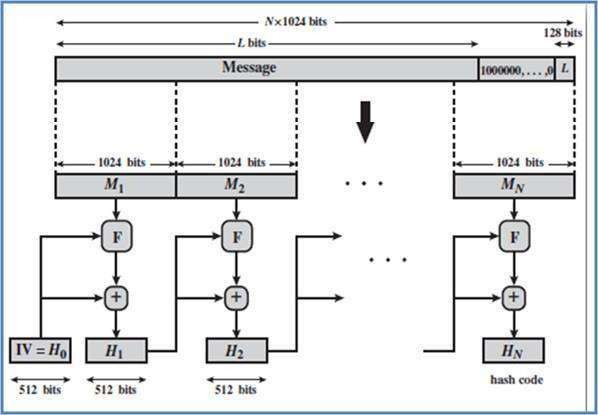 N×1024 bits
128 bits
L bits
Message 1000000, . . . ,0 L
1024 bits 1024 bits 1024 bits
M1 M2 . . . MN
F F F
. . .
+ + +
IV = H0 H1 H2 HN
512 bits 512 bits 512 bits hash code